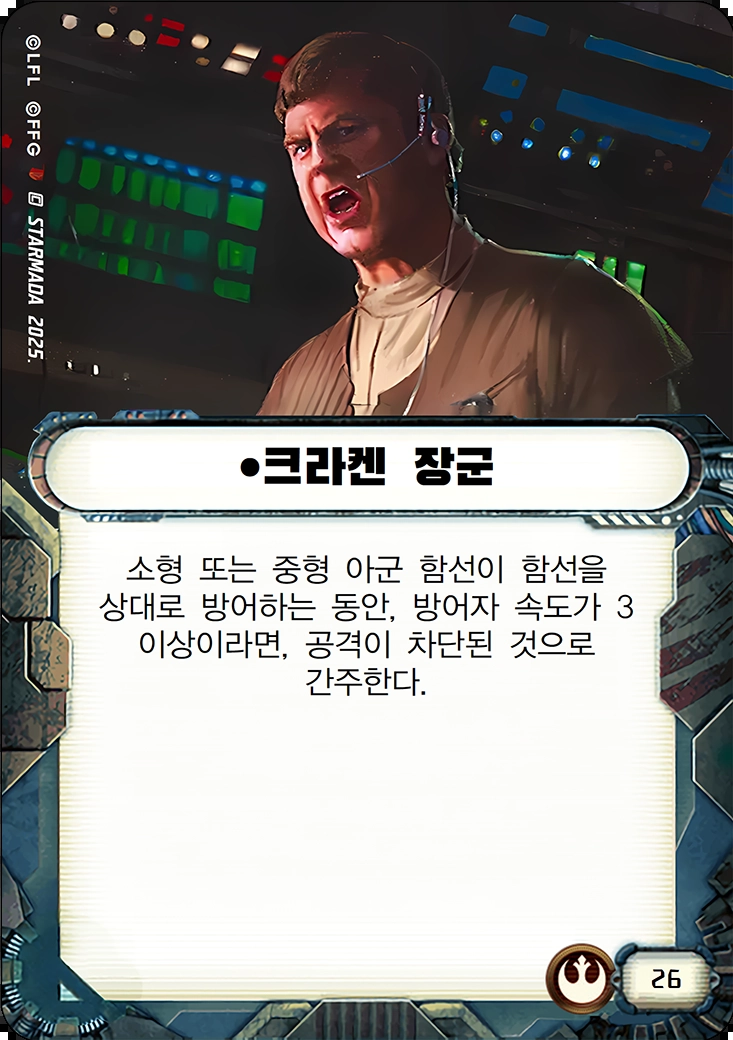 ©LFL ©FFG STARMADA 2025.
•크라켄 장군
소형 또는 중형 아군 함선이 함선을
상대로 방어하는 동안, 방어자 속도가 3
이상이라면, 공격이 차단된 것으로
간주한다.
26